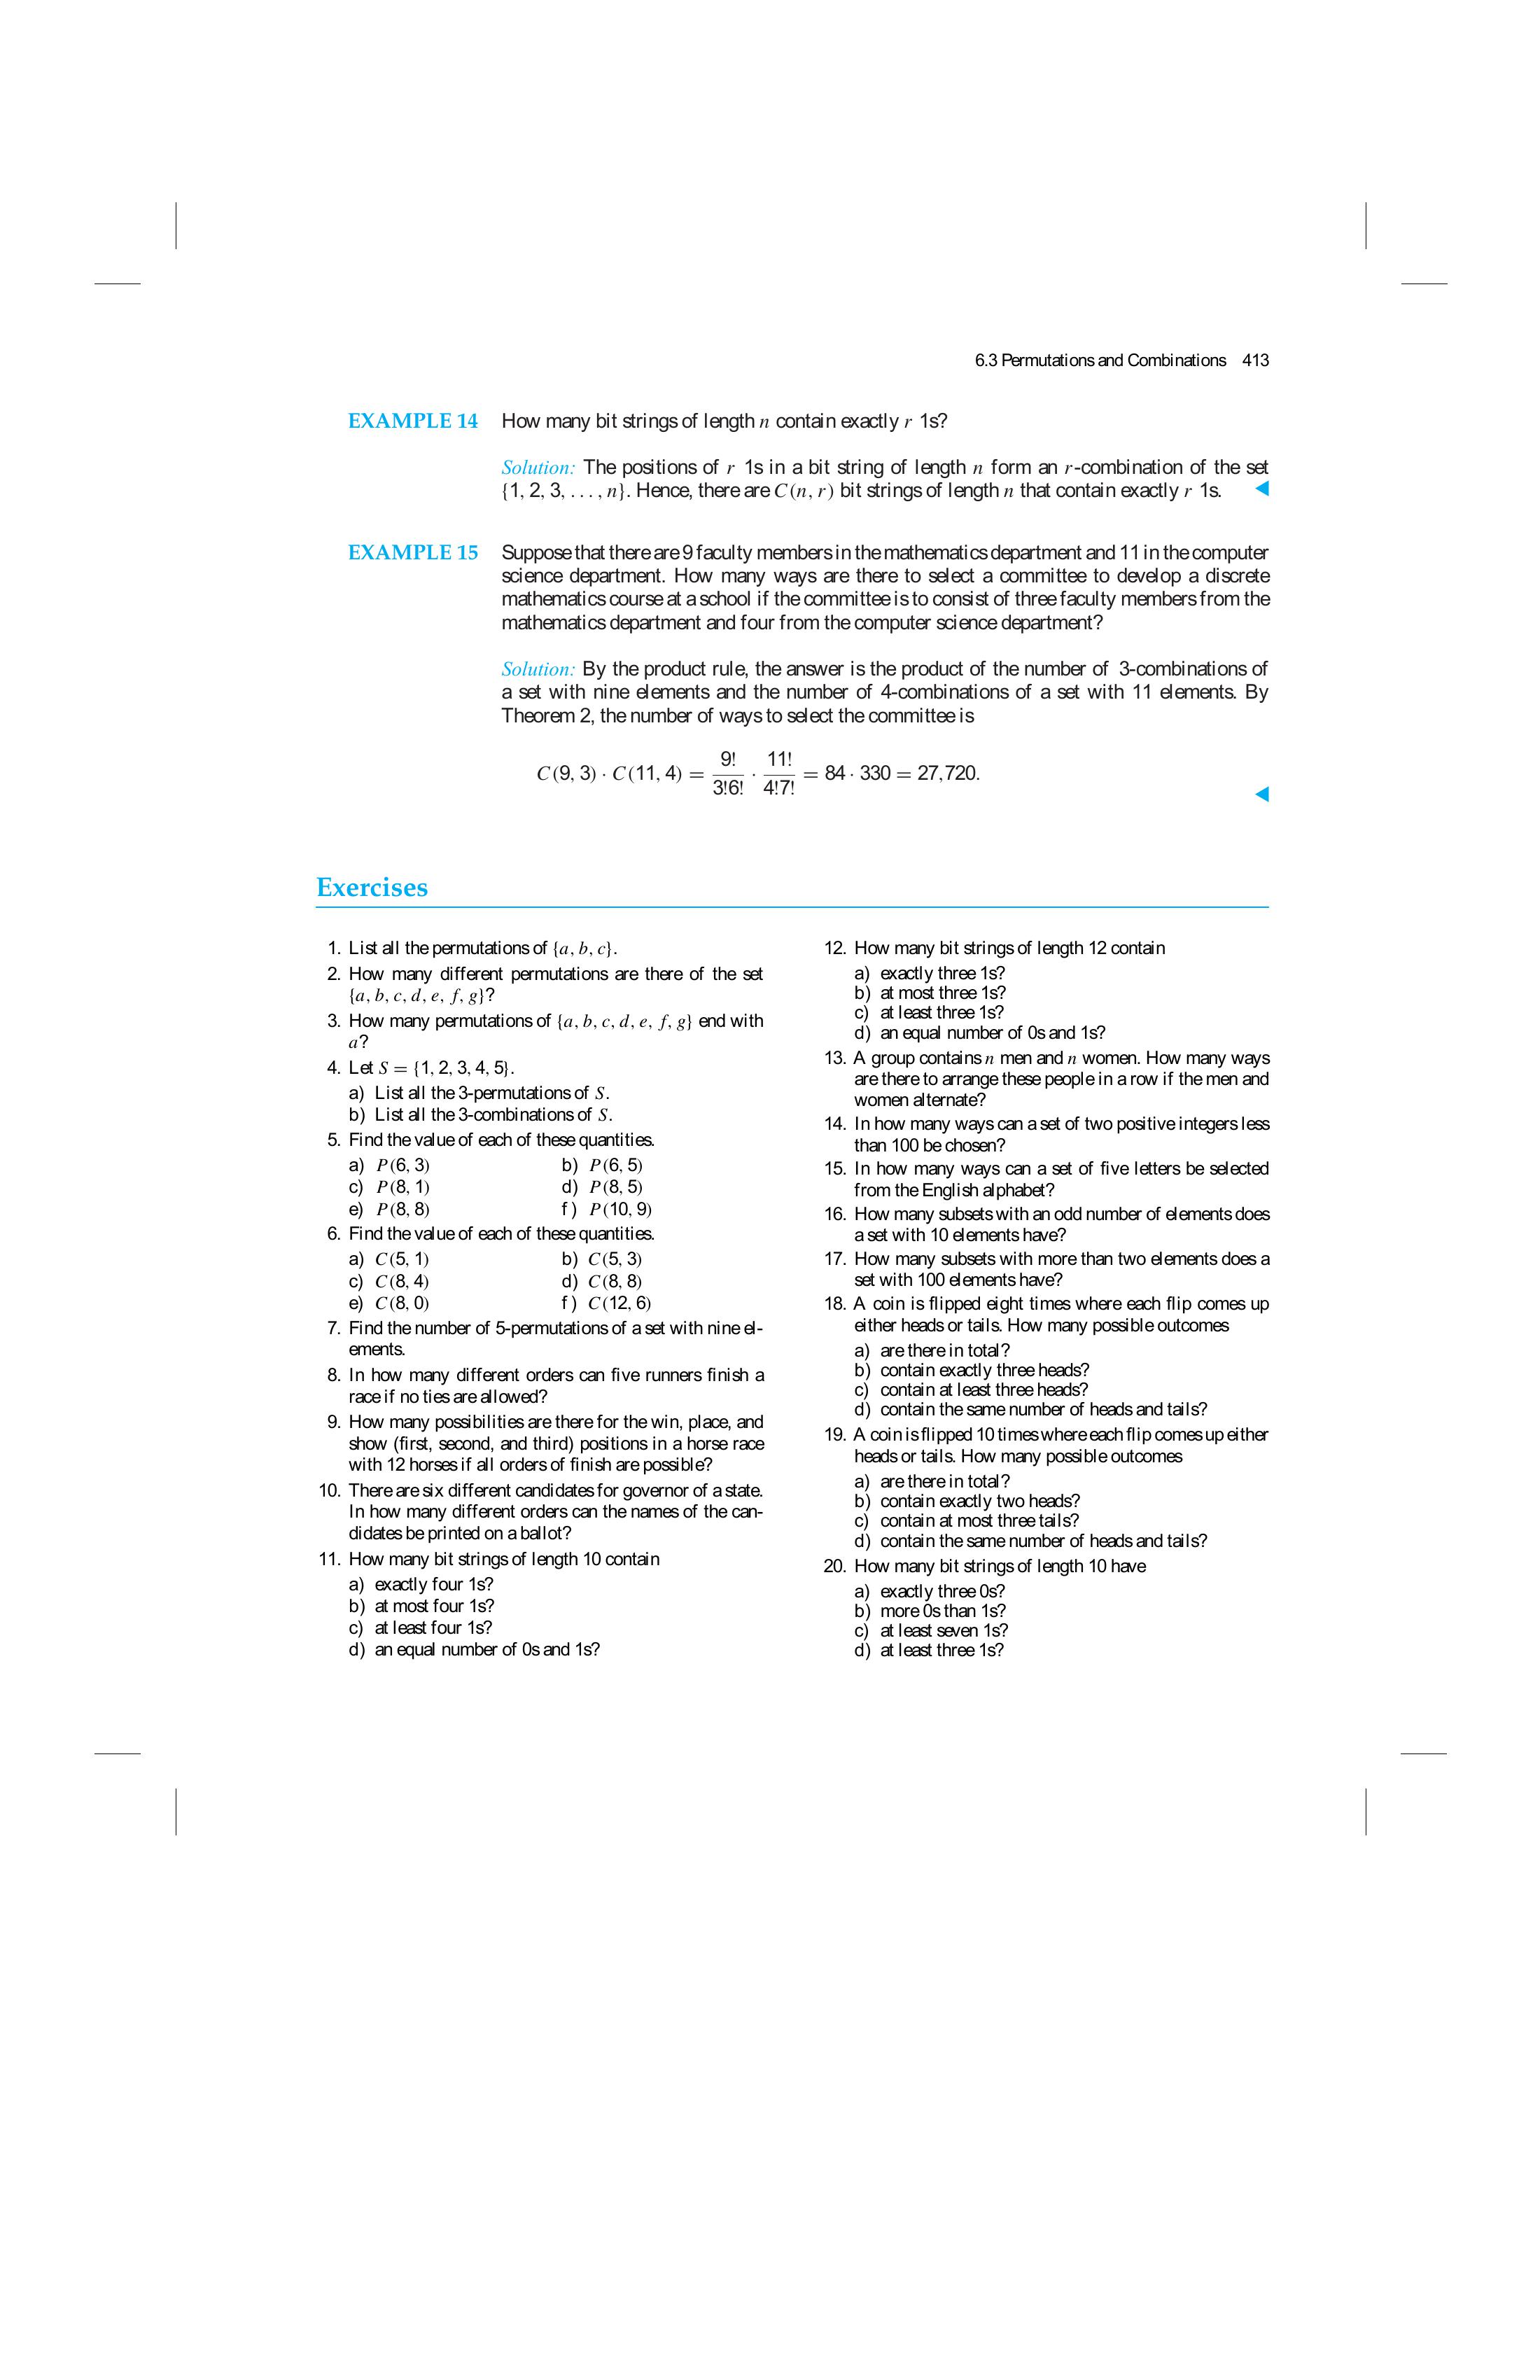 6.3 Permutations and Combinations 413
EXAMPLE 14 How many bit strings of length n contain exactly r 1s?
Solution: The positions of r 1s in a bit string of length n form an r-combination of the set
{1, 2, 3, . . . , n}. Hence, there are C(n, r) bit strings of length n that contain exactly r 1s.
EXAMPLE 15 Suppose that there are 9 faculty members in the mathematics department and 11 in the computer
science department. How many ways are there to select a committee to develop a discrete
mathematics course at a school if the committee is to consist of three faculty members from the
mathematics department and four from the computer science department?
Solution: By the product rule, the answer is the product of the number of 3-combinations of
a set with nine elements and the number of 4-combinations of a set with 11 elements. By
Theorem 2, the number of ways to select the committee is
C(9, 3) · C(11, 4) = 9!/3!6! · 11!/4!7! = 84 · 330 = 27,720.
Exercises
1. List all the permutations of {a, b, c}.
2. How many different permutations are there of the set
{a, b, c, d, e, f, g}?
3. How many permutations of {a, b, c, d, e, f, g} end with
a?
4. Let S = {1, 2, 3, 4, 5}.
a) List all the 3-permutations of S.
b) List all the 3-combinations of S.
5. Find the value of each of these quantities.
a) P(6, 3) b) P(6, 5)
c) P(8, 1) d) P(8, 5)
e) P(8, 8) f) P(10, 9)
6. Find the value of each of these quantities.
a) C(5, 1) b) C(5, 3)
c) C(8, 4) d) C(8, 8)
e) C(8, 0) f) C(12, 6)
7. Find the number of 5-permutations of a set with nine el-
ements.
8. In how many different orders can five runners finish a
race if no ties are allowed?
9. How many possibilities are there for the win, place, and
show (first, second, and third) positions in a horse race
with 12 horses if all orders of finish are possible?
10. There are six different candidates for governor of a state.
In how many different orders can the names of the can-
didates be printed on a ballot?
11. How many bit strings of length 10 contain
a) exactly four 1s?
b) at most four 1s?
c) at least four 1s?
d) an equal number of 0s and 1s?
12. How many bit strings of length 12 contain
a) exactly three 1s?
b) at most three 1s?
c) at least three 1s?
d) an equal number of 0s and 1s?
13. A group contains n men and n women. How many ways
are there to arrange these people in a row if the men and
women alternate?
14. In how many ways can a set of two positive integers less
than 100 be chosen?
15. In how many ways can a set of five letters be selected
from the English alphabet?
16. How many subsets with an odd number of elements does
a set with 10 elements have?
17. How many subsets with more than two elements does a
set with 100 elements have?
18. A coin is flipped eight times where each flip comes up
either heads or tails. How many possible outcomes
a) are there in total?
b) contain exactly three heads?
c) contain at least three heads?
d) contain the same number of heads and tails?
19. A coin is flipped 10 times where each flip comes up either
heads or tails. How many possible outcomes
a) are there in total?
b) contain exactly two heads?
c) contain at most three tails?
d) contain the same number of heads and tails?
20. How many bit strings of length 10 have
a) exactly three 0s?
b) more 0s than 1s?
c) at least seven 1s?
d) at least three 1s?